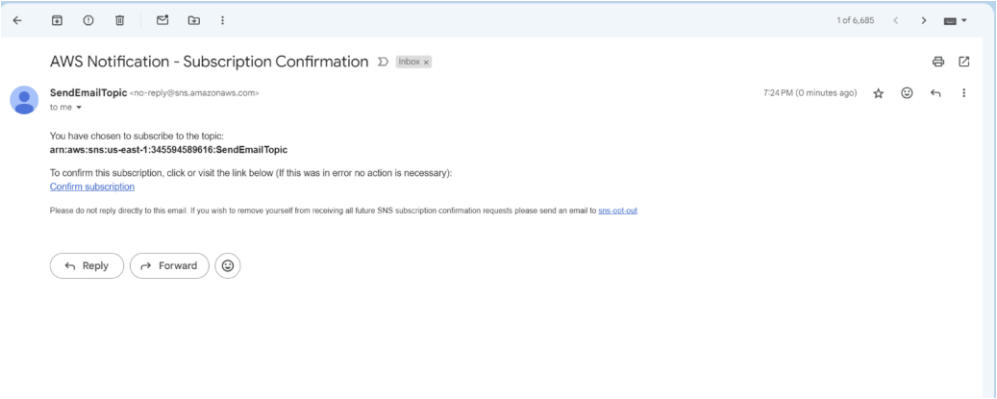 1 of 6,685
AWS Notification - Subscription Confirmation Inbox x
SendEmailTopic <no-reply@sns.amazonaws.com> 7:24 PM (0 minutes ago)
to me
You have chosen to subscribe to the topic:
arn:aws:sns:us-east-1:345594589616:SendEmailTopic
To confirm this subscription, click or visit the link below (If this was in error no action is necessary):
Confirm subscription
Please do not reply directly to this email. If you wish to remove yourself from receiving all future SNS subscription confirmation requests please send an email to sns-opt-out
Reply Forward